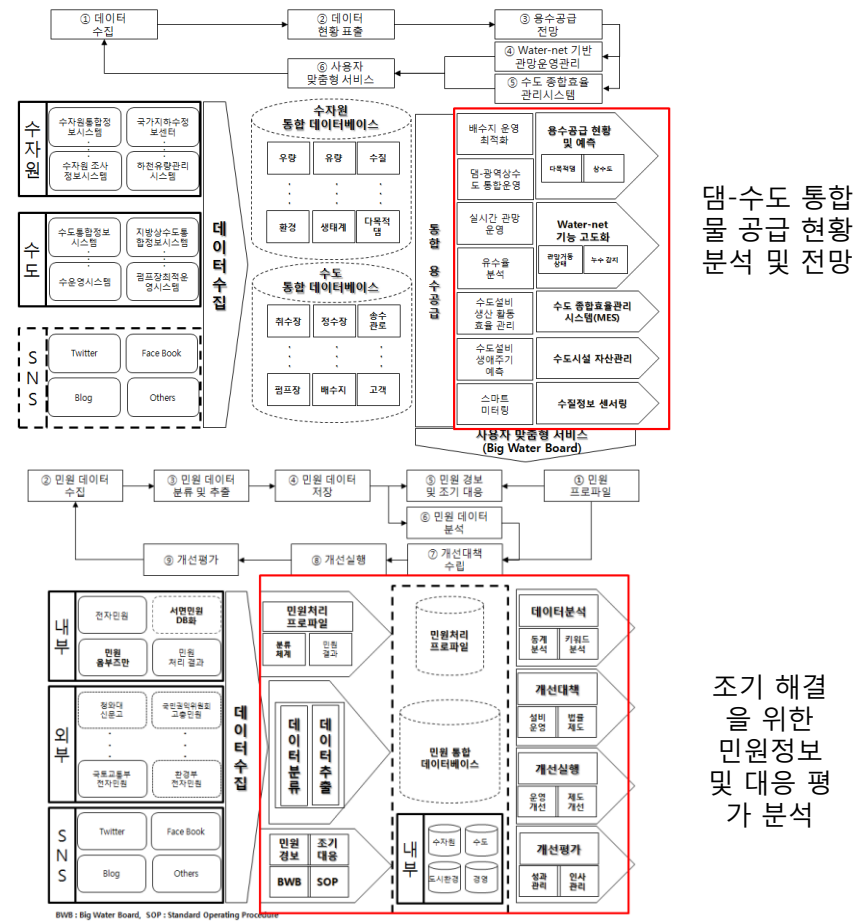 ① 데이터
수집
② 데이터
현황 표출
③ 용수공급
전망
④ Water-net 기반
관망운영관리
⑤ 수도 종합효율
관리시스템
⑥ 사용자
맞춤형 서비스
수자원
수자원통합정
보시스템
국가지하수정
보센터
수자원 조사
정보시스템
하천유량관리
시스템
수도
수도통합정보
시스템
지방상수도통
합정보시스템
수운영시스템
펌프장최적운
영시스템
SNS
Twitter
Face Book
Blog
Others
데이터수집
수자원
통합 데이터베이스
우량
유량
수질
환경
생태계
다목적
댐
수도
통합 데이터베이스
취수장
정수장
송수
관로
펌프장
배수지
고객
통합 용수공급
배수지 운영
최적화
댐-광역상수
도 통합운영
실시간 관망
운영
유수율
분석
수도설비
생산 활동
효율 관리
수도설비
생애주기
예측
스마트
미터링
용수공급 현황
및 예측
다목적댐
상수도
Water-net
기능 고도화
관망거동
상태
누수 감지
수도 종합효율관리
시스템(MES)
수도시설 자산관리
수질정보 센서링
사용자 맞춤형 서비스
(Big Water Board)
댐-수도 통합
물 공급 현황
분석 및 전망
② 민원 데이터
수집
③ 민원 데이터
분류 및 추출
④ 민원 데이터
저장
⑤ 민원 경보
및 조기 대응
① 민원
프로파일
⑥ 민원 데이터
분석
⑨ 개선평가
⑧ 개선실행
⑦ 개선대책
수립
내부
전자민원
서면민원
DB화
민원
옴부즈만
민원
처리 결과
외부
청와대
신문고
국민권익위원회
고충민원
국토교통부
전자민원
환경부
전자민원
SNS
Twitter
Face Book
Blog
Others
데이터수집
민원처리
프로파일
분류
체계
민원
결과
데이터분류
데이터추출
민원
경보
조기
대응
BWB
SOP
민원처리
프로파일
민원 통합
데이터베이스
내부
수자원
수도
도시환경
경영
데이터분석
통계
분석
키워드
분석
개선대책
설비
운영
법률
제도
개선실행
운영
개선
제도
개선
개선평가
성과
관리
인사
관리
BWB : Big Water Board, SOP : Standard Operating Procedure
조기 해결
을 위한
민원정보
및 대응 평
가 분석